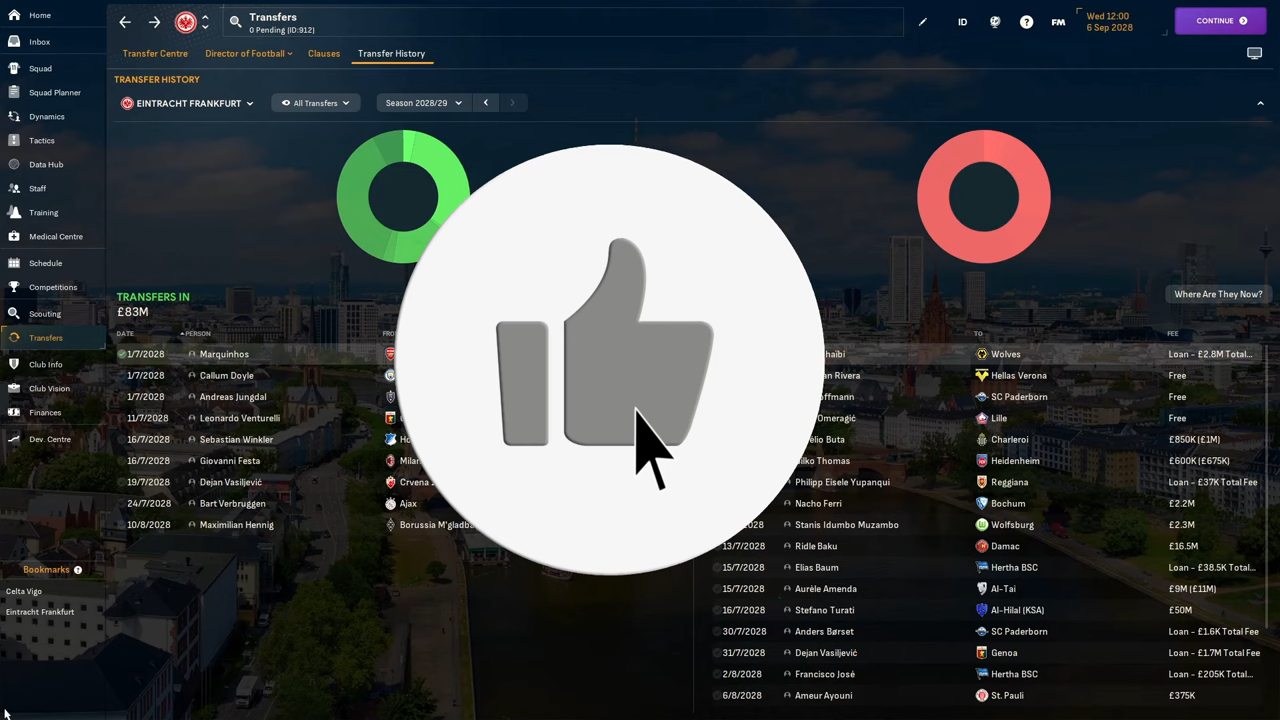 Home
Inbox
Squad
Squad Planner
Dynamics
Tactics
Data Hub
Staff
Training
Medical Centre
Schedule
Competitions
Scouting
Transfers
Club Info
Club Vision
Finances
Dev. Centre
Bookmarks ?
Celta Vigo
Eintracht Frankfurt
Transfers
0 Pending (ID:912)
ID
?
FM
Wed 12:00
6 Sep 2028
CONTINUE
Transfer Centre
Director of Football
Clauses
Transfer History
TRANSFER HISTORY
EINTRACHT FRANKFURT
All Transfers
Season 2028/29
TRANSFERS IN
£83M
DATE PERSON
1/7/2028 Marquinhos
1/7/2028 Callum Doyle
1/7/2028 Andreas Jungdal
11/7/2028 Leonardo Venturelli
16/7/2028 Sebastian Winkler
16/7/2028 Giovanni Festa Milan
19/7/2028 Dejan Vasiljević Crvena
24/7/2028 Bart Verbruggen Ajax
10/8/2028 Maximilian Hennig Borussia M'gladba
Where Are They Now?
TO FEE
Wolves Loan - £2.8M Total...
Rivera Hellas Verona Free
SC Paderborn Free
Omeragić Lille Free
Buta Charleroi £850K (£1M)
Thomas Heidenheim £600K (£675K)
Philipp Eisele Yupanqui Reggiana Loan - £37K Total Fee
Nacho Ferri Bochum £2.2M
Stanis Idumbo Muzambo Wolfsburg £2.3M
13/7/2028 Ridle Baku Damac £16.5M
15/7/2028 Elias Baum Hertha BSC Loan - £38.5K Total...
15/7/2028 Aurèle Amenda Al-Tai £9M (£11M)
16/7/2028 Stefano Turati Al-Hilal (KSA) £50M
30/7/2028 Anders Børset SC Paderborn Loan - £1.6K Total Fee
31/7/2028 Dejan Vasiljević Genoa Loan - £1.7M Total Fee
2/8/2028 Francisco José Hertha BSC Loan - £205K Total...
6/8/2028 Ameur Ayouni St. Pauli £375K